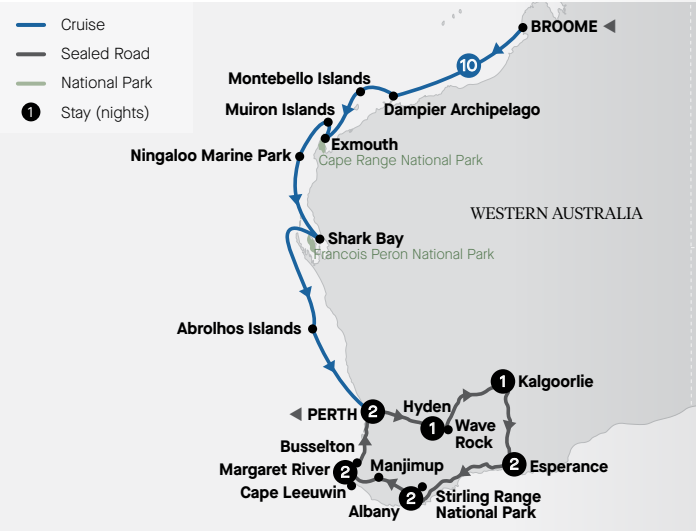 Cruise
Sealed Road
National Park
1 Stay (nights)
BROOME
10
Montebello Islands
Dampier Archipelago
Muiron Islands
Exmouth
Ningaloo Marine Park
Cape Range National Park
WESTERN AUSTRALIA
Shark Bay
Francois Peron National Park
Abrolhos Islands
1 Kalgoorlie
PERTH 2
Hyden
1 Wave
Rock
Busselton
Margaret River 2
Manjimup
2 Esperance
Cape Leeuwin
2
Albany
Stirling Range
National Park